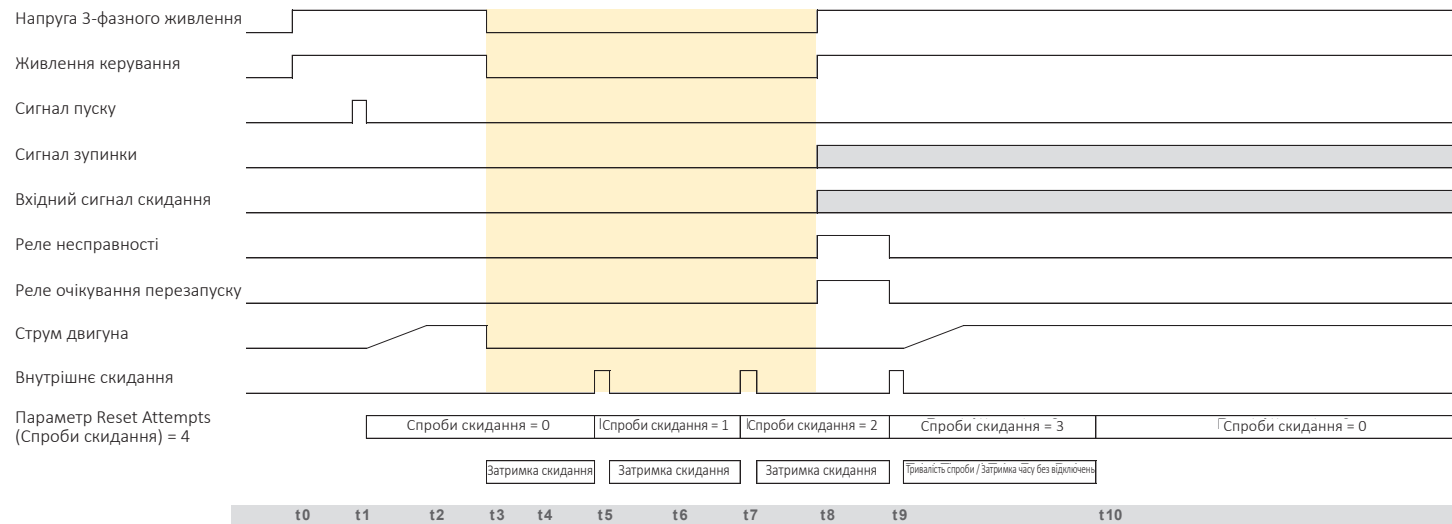 Напруга 3-фазного живлення
Живлення керування
Сигнал пуску
Сигнал зупинки
Вхідний сигнал скидання
Реле несправності
Реле очікування перезапуску
Струм двигуна
Внутрішнє скидання
Параметр Reset Attempts
(Спроби скидання) = 4
Спроби скидання = 0
Спроби скидання = 1
Спроби скидання = 2
Спроби скидання = 3
Спроби скидання = 0
Затримка скидання
Затримка скидання
Затримка скидання
Тривалість спроби / Затримка часу без відключень
t0 t1 t2 t3 t4 t5 t6 t7 t8 t9 t10